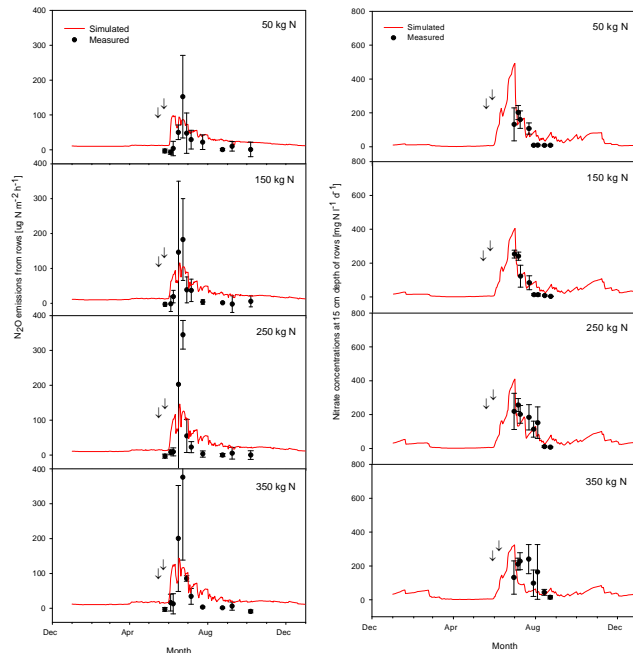 400
50 kg N
Simulated
Measured
300
200
100
0
400
150 kg N
300
200
100
0
250 kg N
300
200
100
0
400
350 kg N
300
200
100
0
Dec
Apr
Aug
Dec
Month
N2O emissions from rows [ug N m-2 h-1]
800
50 kg N
Simulated
Measured
600
400
200
0
800
150 kg N
600
400
200
0
800
250 kg N
600
400
200
0
800
350 kg N
600
400
200
0
Dec
Apr
Aug
Dec
Month
Nitrate concentrations at 15 cm depth of rows [mg N l-1 d-1]